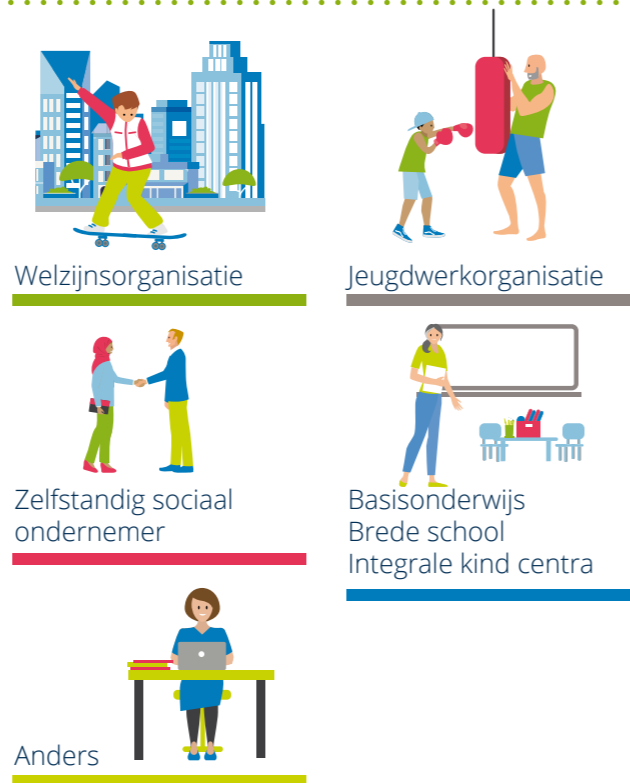 Welzijnsorganisatie
Jeugdwerkorganisatie
Zelfstandig sociaal
ondernemer
Basisonderwijs
Brede school
Integrale kind centra
Anders